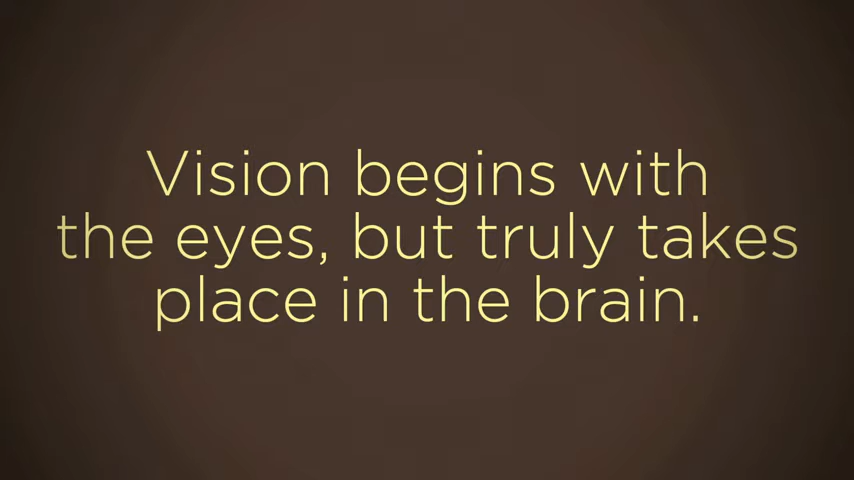 Vision begins with
the eyes, but truly takes
place in the brain.